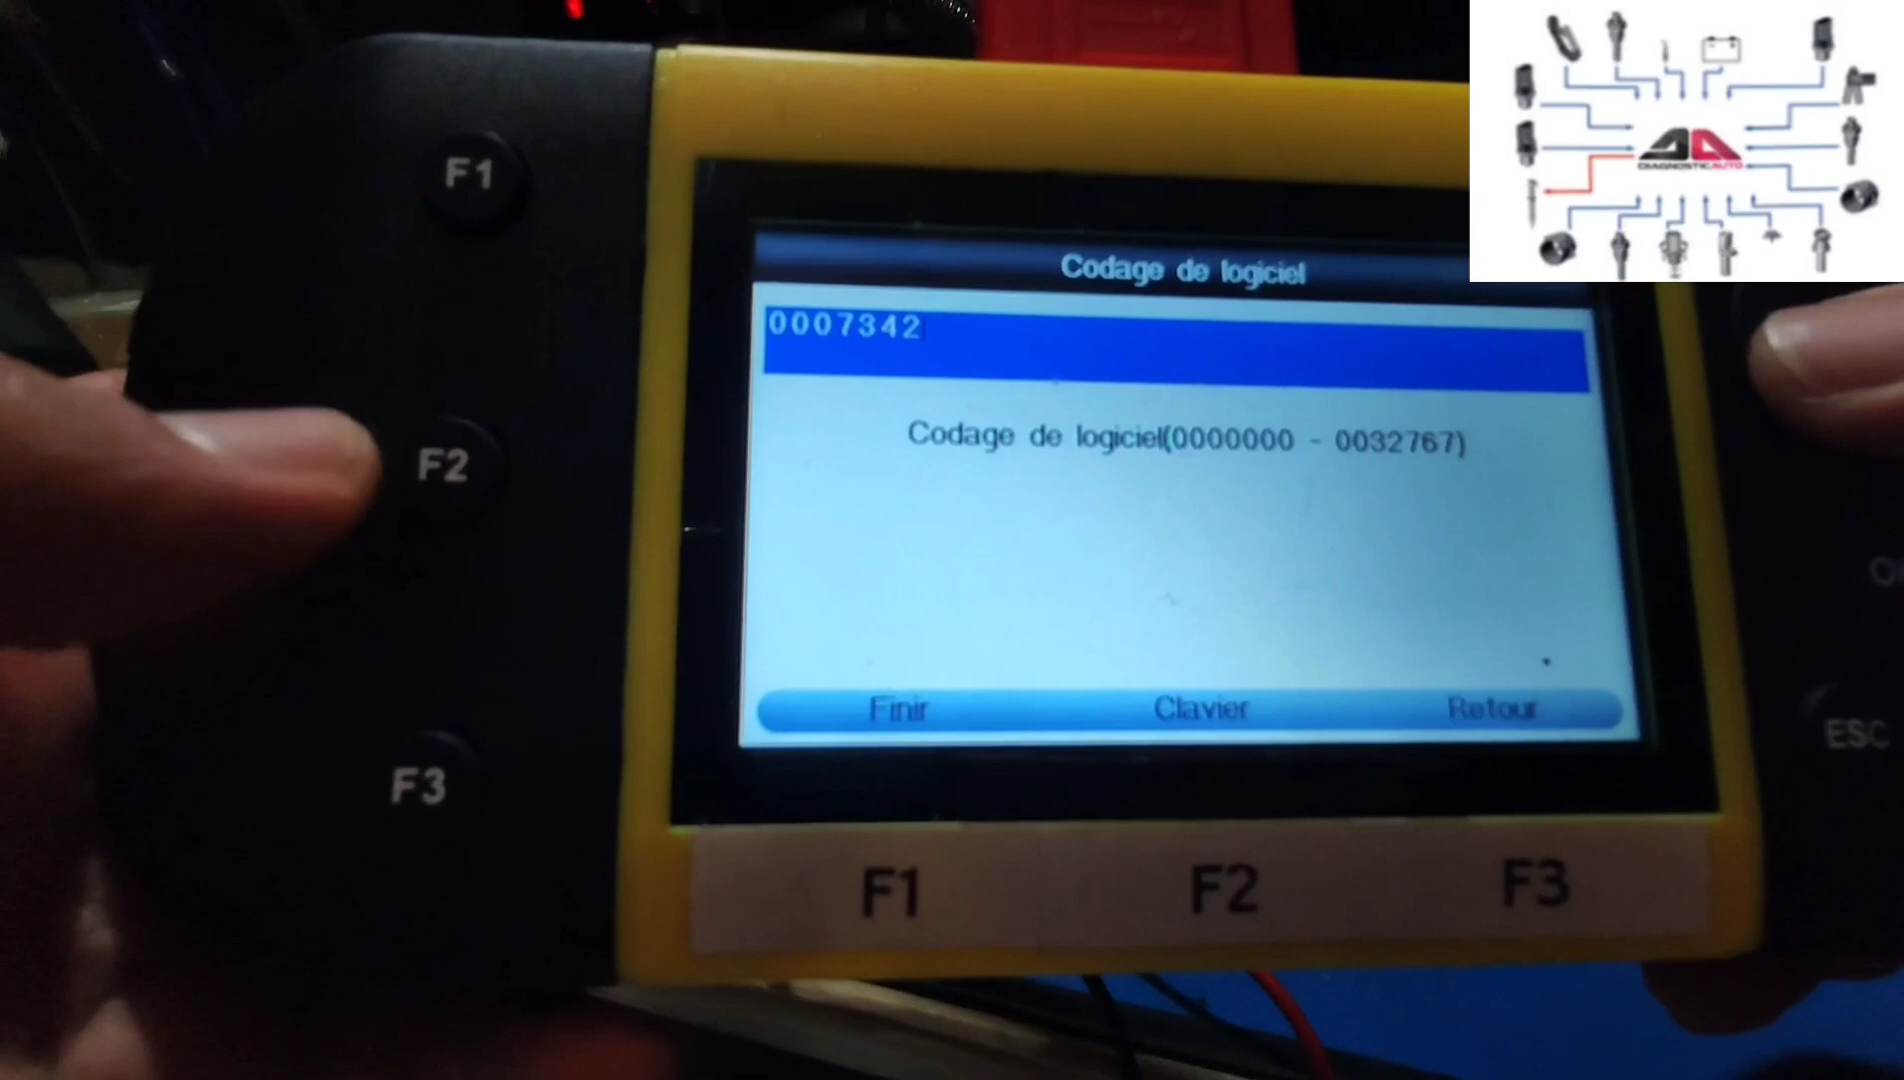 DIAGNOSTICAUTO
F1
Codage de logiciel
0007342
Codage de logiciel(0000000 - 0032767)
F2
Finir Clavier Retour
ESC
F3
F1 F2 F3